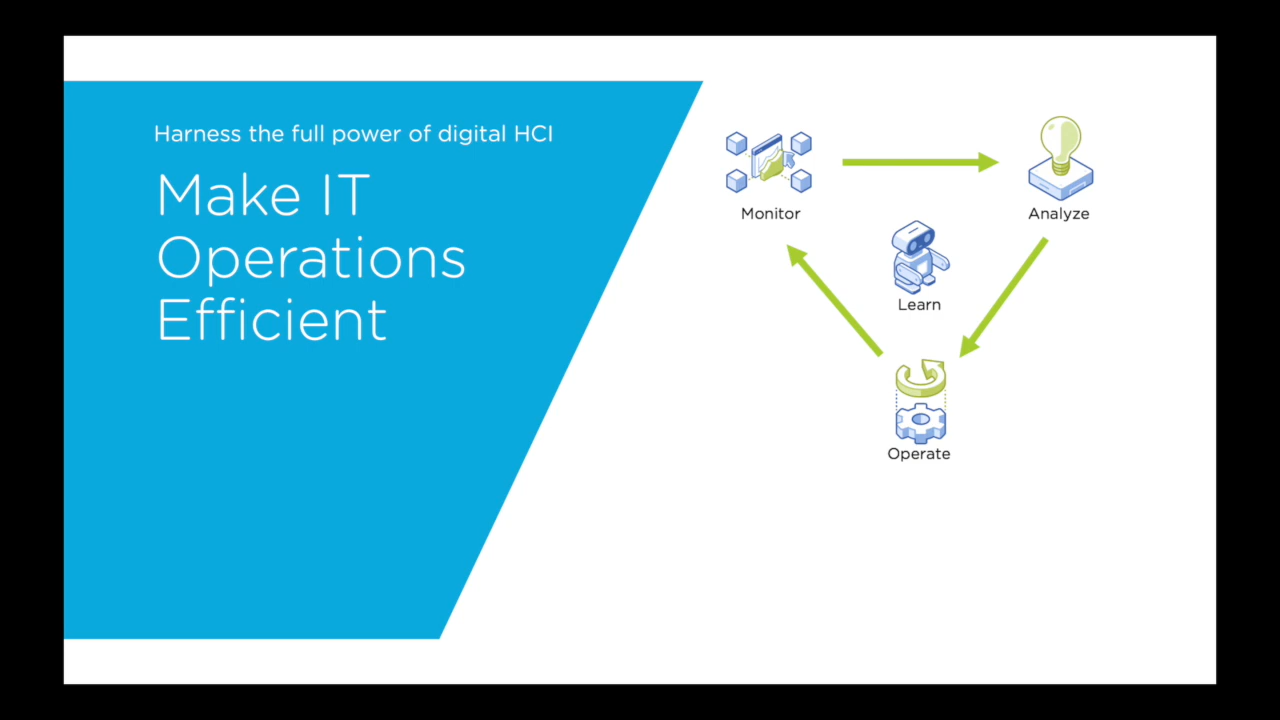 Harness the full power of digital HCI
Make IT
Operations
Efficient
Monitor
Analyze
Learn
Operate